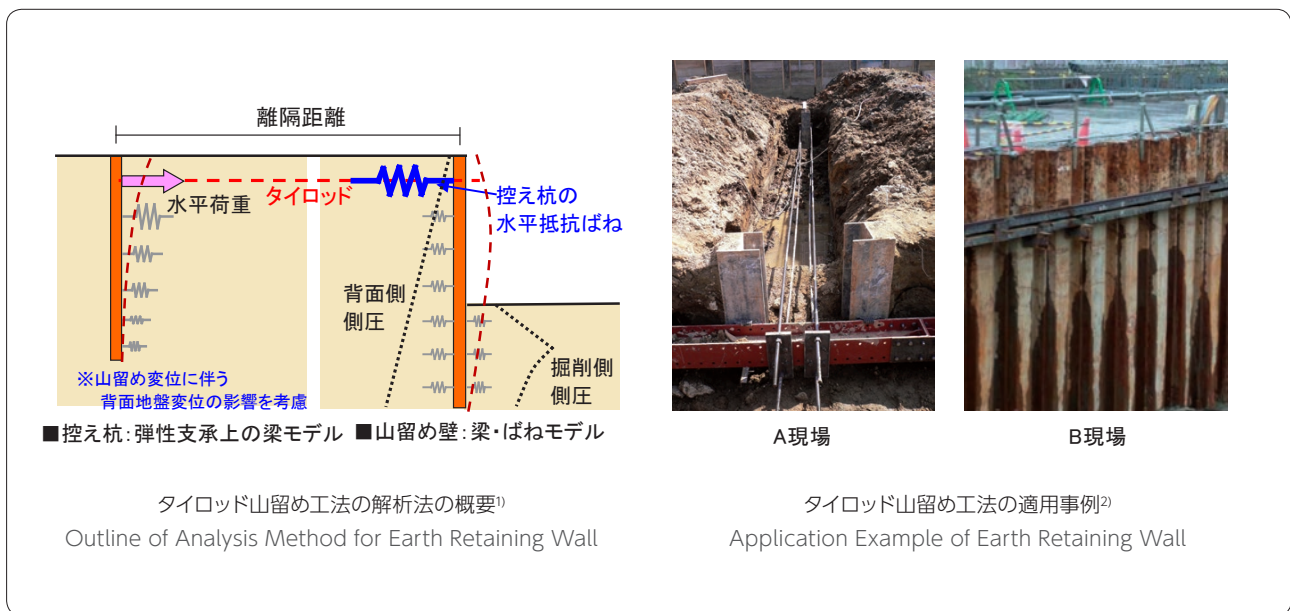 離隔距離
水平荷重
タイロッド
控え杭の
水平抵抗ばね
背面側
側圧
掘削側
側圧
※山留め変位に伴う
背面地盤変位の影響を考慮
■控え杭:弾性支承上の梁モデル ■山留め壁:梁・ばねモデル
タイロッド山留め工法の解析法の概要1)
Outline of Analysis Method for Earth Retaining Wall
A現場
B現場
タイロッド山留め工法の適用事例2)
Application Example of Earth Retaining Wall